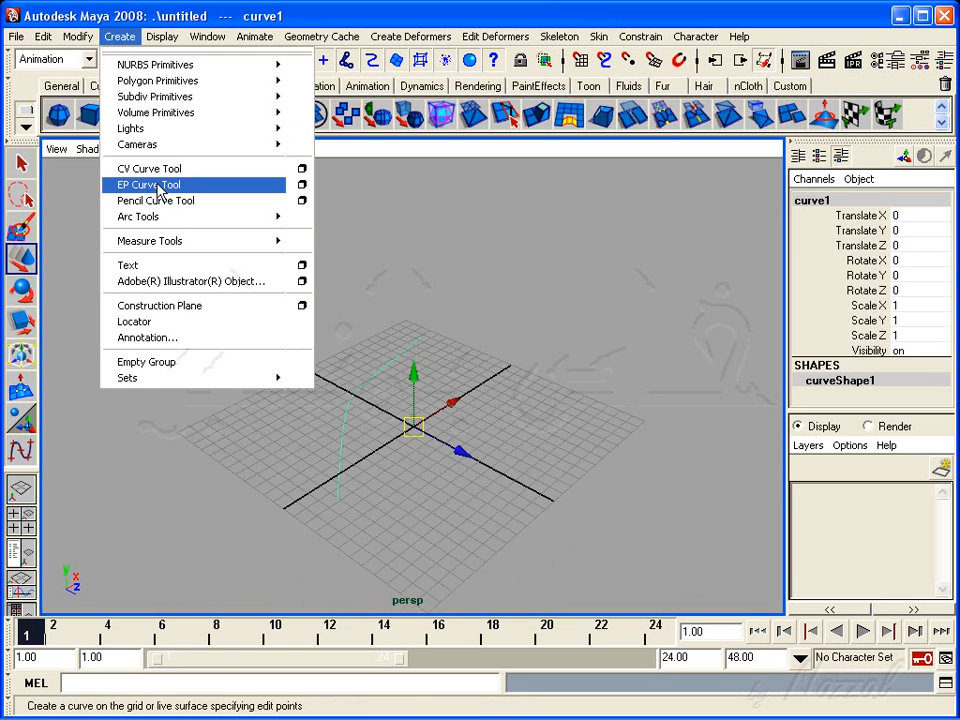 Autodesk Maya 2008: .\untitled --- curve1
File Edit Modify Create Display Window Animate Geometry Cache Create Deformers Edit Deformers Skeleton Skin Constrain Character Help
Animation
General
Animation Dynamics Rendering PaintEffects Toon Fluids Fur Hair nCloth Custom
View Shad
NURBS Primitives
Polygon Primitives
Subdiv Primitives
Volume Primitives
Lights
Cameras
CV Curve Tool
EP Curve Tool
Pencil Curve Tool
Arc Tools
Measure Tools
Text
Adobe(R) Illustrator(R) Object...
Construction Plane
Locator
Annotation...
Empty Group
Sets
y
x
z
persp
Channels Object
curve1
Translate X 0
Translate Y 0
Translate Z 0
Rotate X 0
Rotate Y 0
Rotate Z 0
Scale X 1
Scale Y 1
Scale Z 1
Visibility on
SHAPES
curveShape1
Display Render
Layers Options Help
<< >>
1 2 4 6 8 10 12 14 16 18 20 22 24
1.00
1.00 1.00 1 24 24.00 48.00 No Character Set
MEL
by Mazzal
Create a curve on the grid or live surface specifying edit points